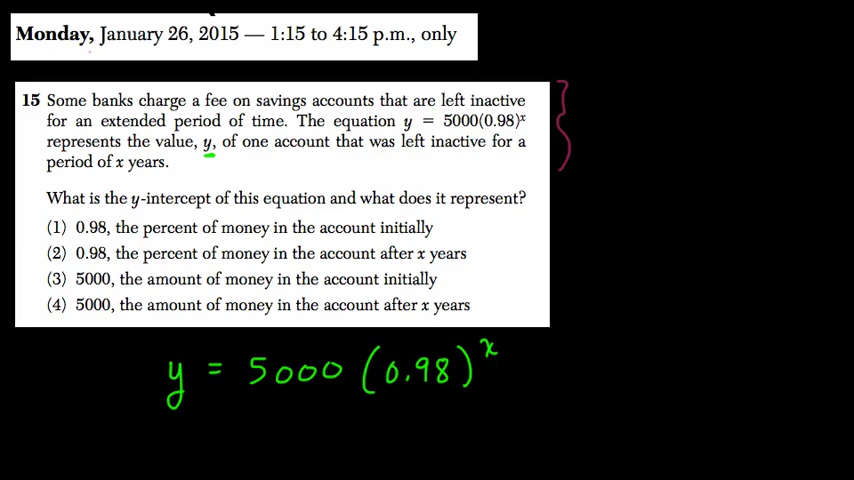 Monday, January 26, 2015 — 1:15 to 4:15 p.m., only
15 Some banks charge a fee on savings accounts that are left inactive
for an extended period of time. The equation y = 5000(0.98)ˣ
represents the value, y, of one account that was left inactive for a
period of x years.
What is the y-intercept of this equation and what does it represent?
(1) 0.98, the percent of money in the account initially
(2) 0.98, the percent of money in the account after x years
(3) 5000, the amount of money in the account initially
(4) 5000, the amount of money in the account after x years
y = 5000 (0.98)ˣ